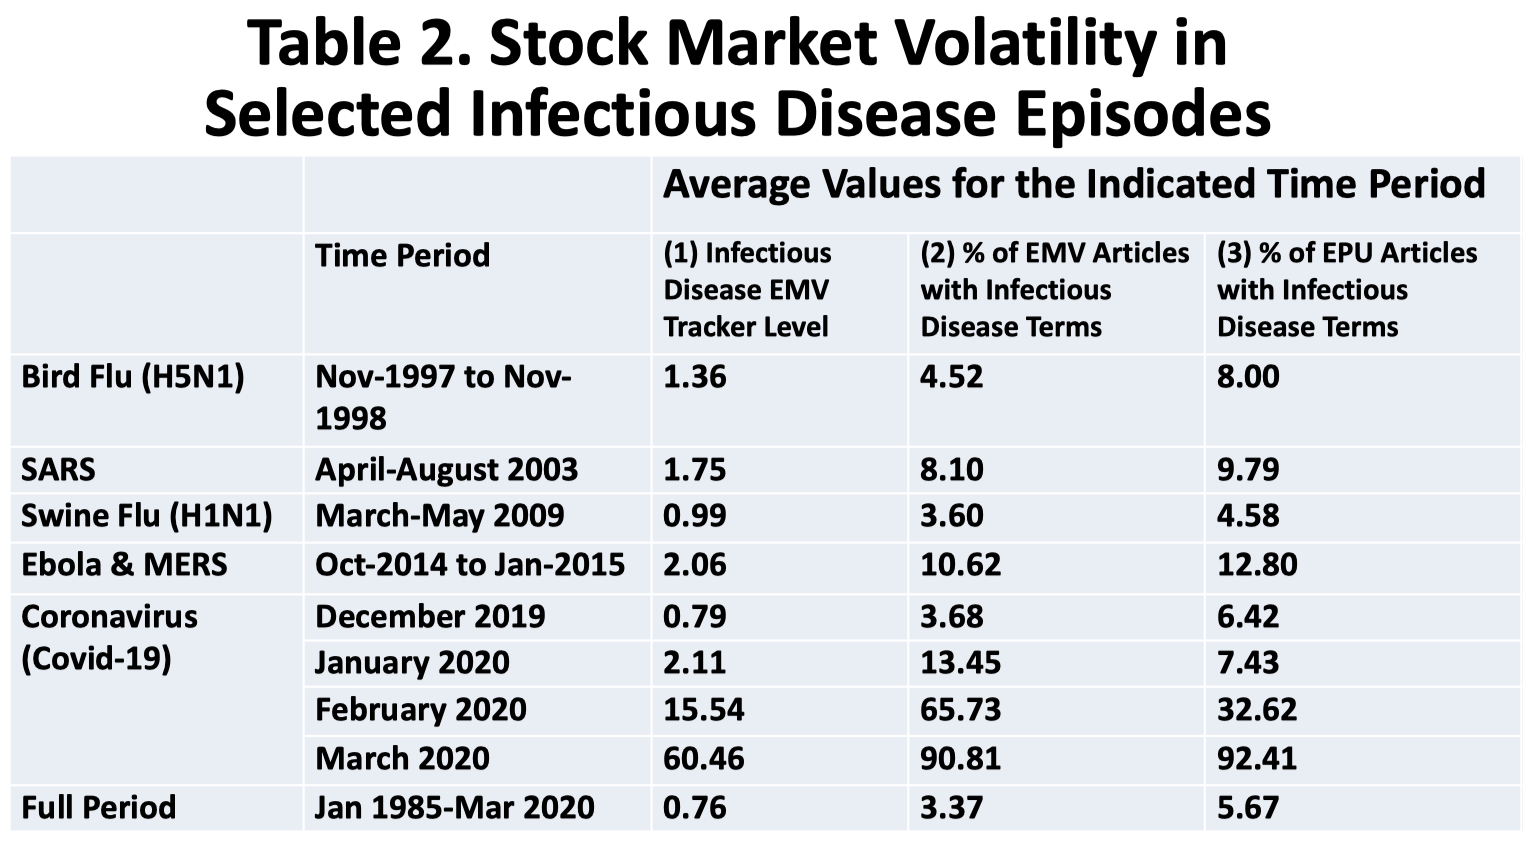 Table 2. Stock Market Volatility in
Selected Infectious Disease Episodes
Average Values for the Indicated Time Period
Time Period
(1) Infectious
Disease EMV
Tracker Level
(2) % of EMV Articles
with Infectious
Disease Terms
(3) % of EPU Articles
with Infectious
Disease Terms
Bird Flu (H5N1) Nov-1997 to Nov- 1.36 4.52 8.00
1998
SARS April-August 2003 1.75 8.10 9.79
Swine Flu (H1N1) March-May 2009 0.99 3.60 4.58
Ebola & MERS Oct-2014 to Jan-2015 2.06 10.62 12.80
Coronavirus December 2019 0.79 3.68 6.42
(Covid-19) January 2020 2.11 13.45 7.43
February 2020 15.54 65.73 32.62
March 2020 60.46 90.81 92.41
Full Period Jan 1985-Mar 2020 0.76 3.37 5.67